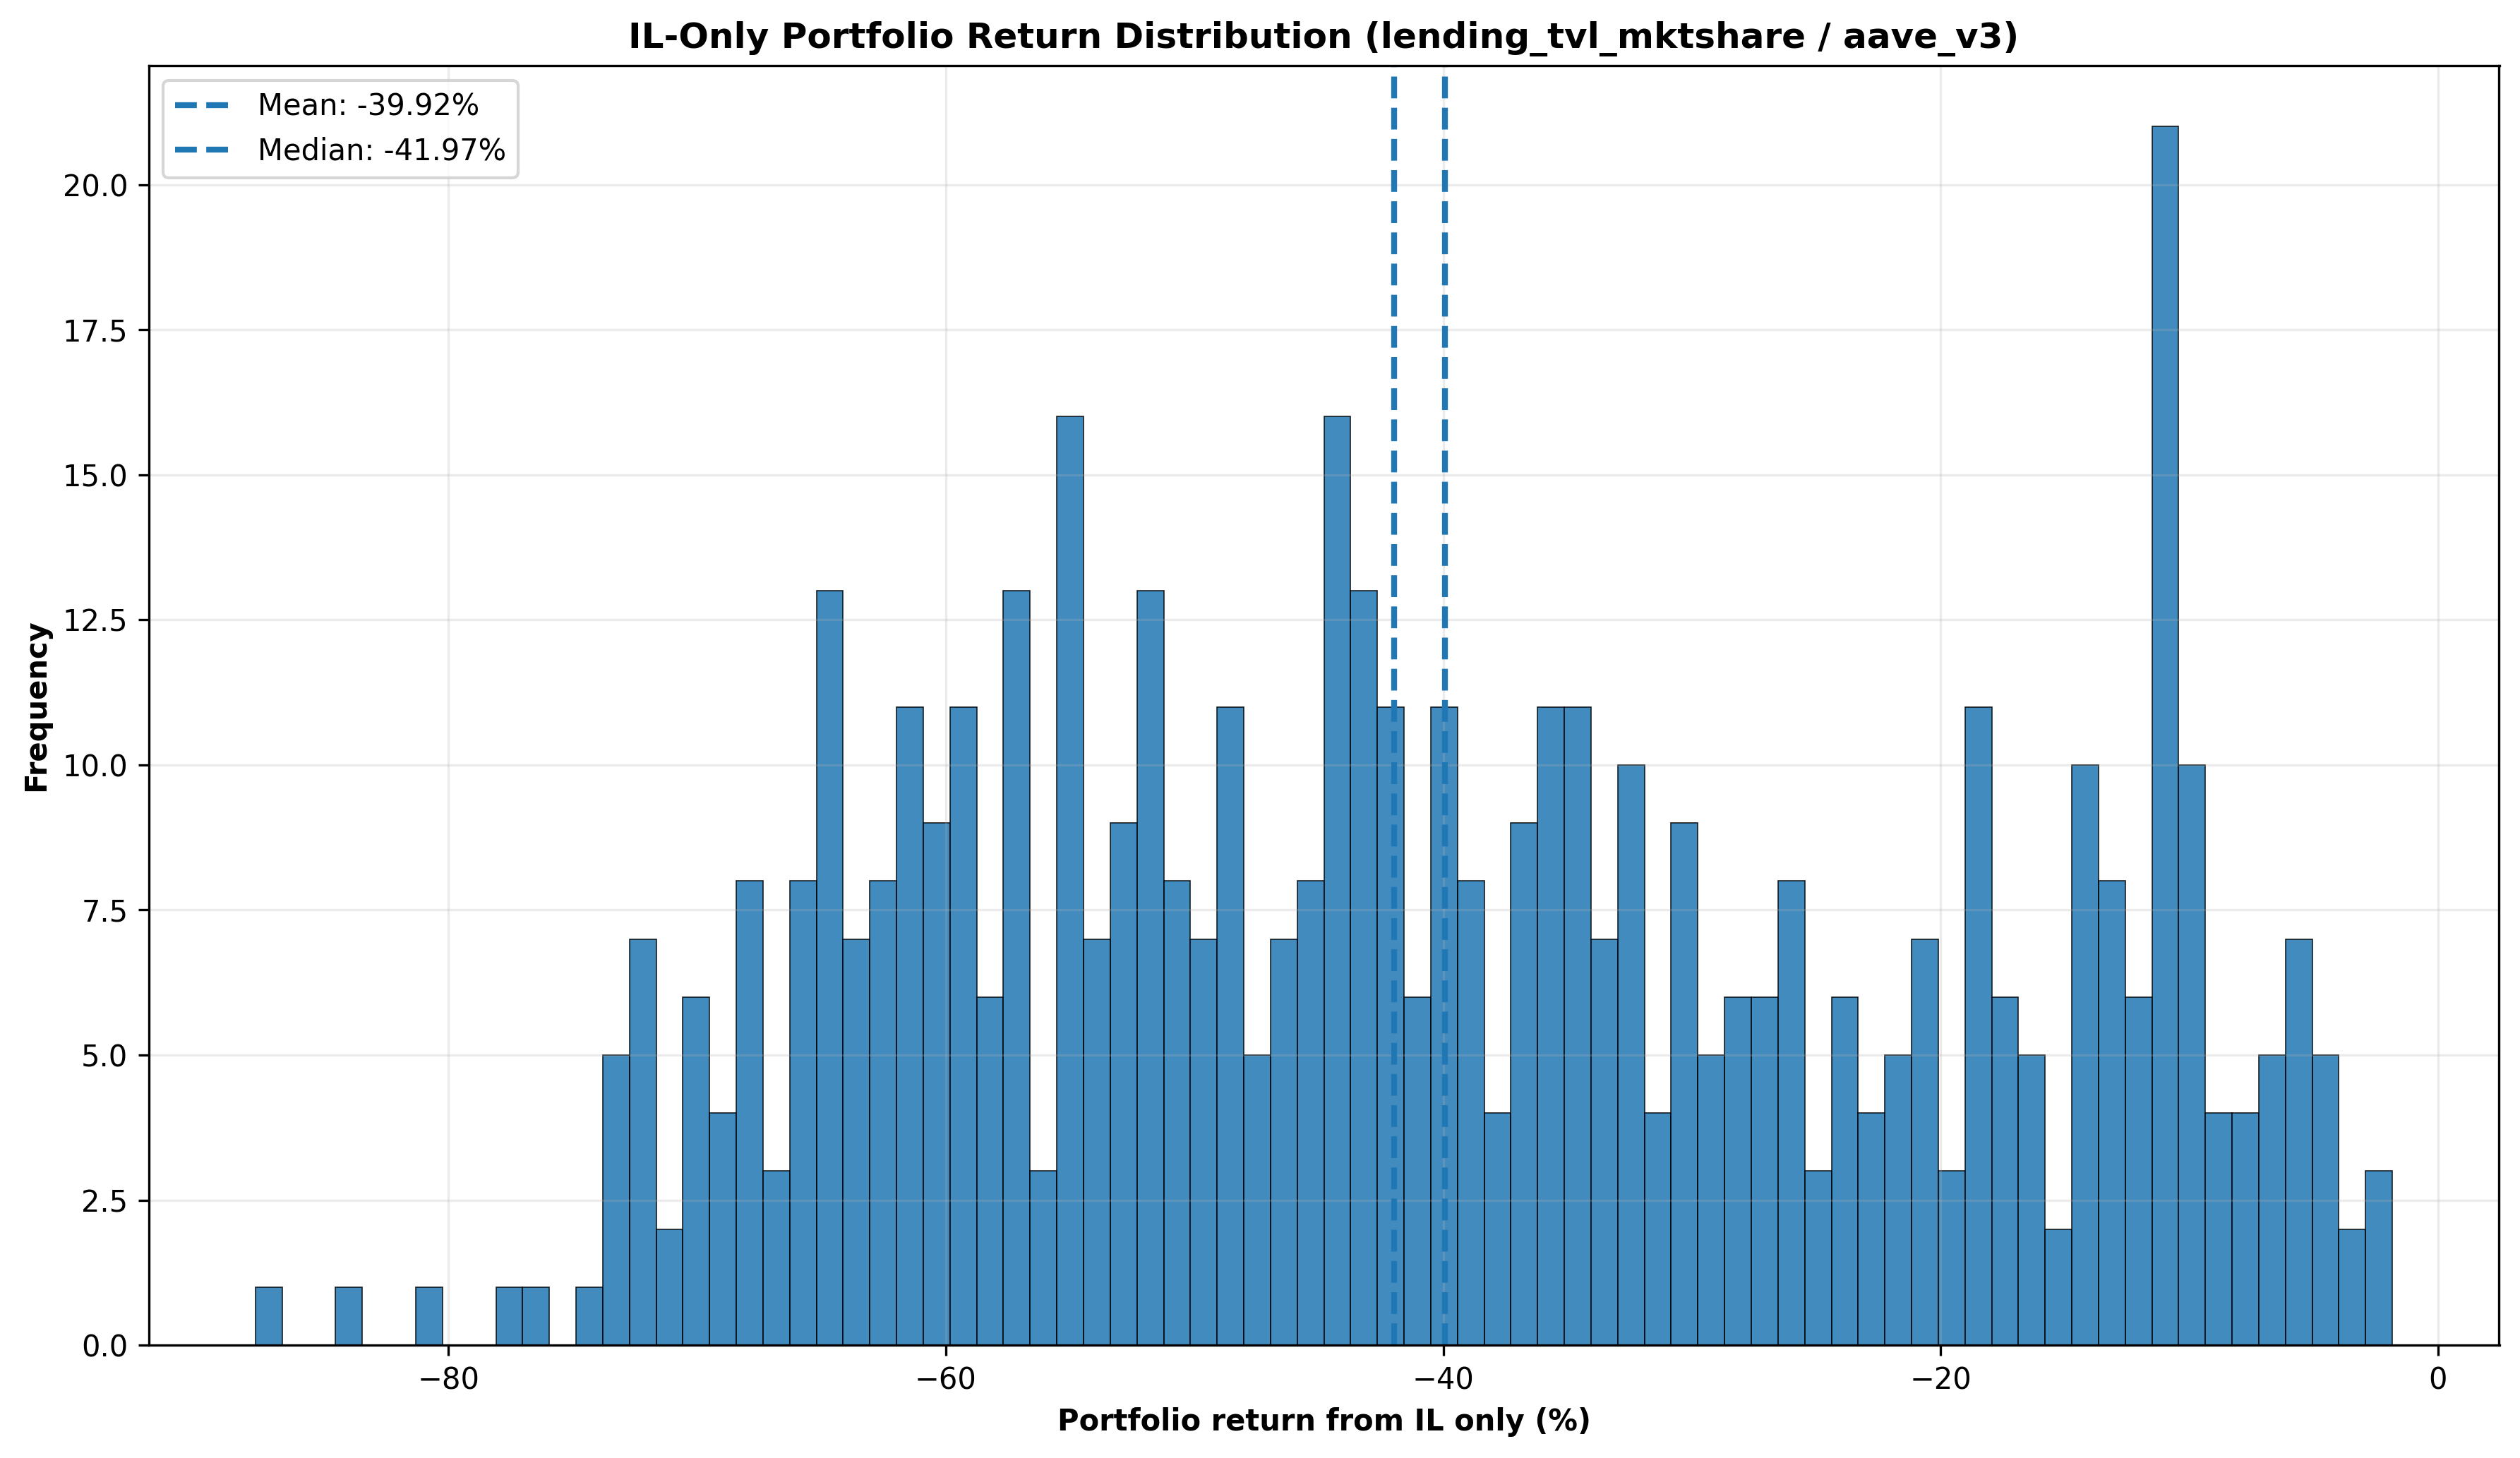 IL-Only Portfolio Return Distribution (lending_tvl_mktshare / aave_v3)
Mean: -39.92%
Median: -41.97%
20.0
17.5
15.0
12.5
10.0
7.5
5.0
2.5
0.0
Frequency
−80 −60 −40 −20 0
Portfolio return from IL only (%)